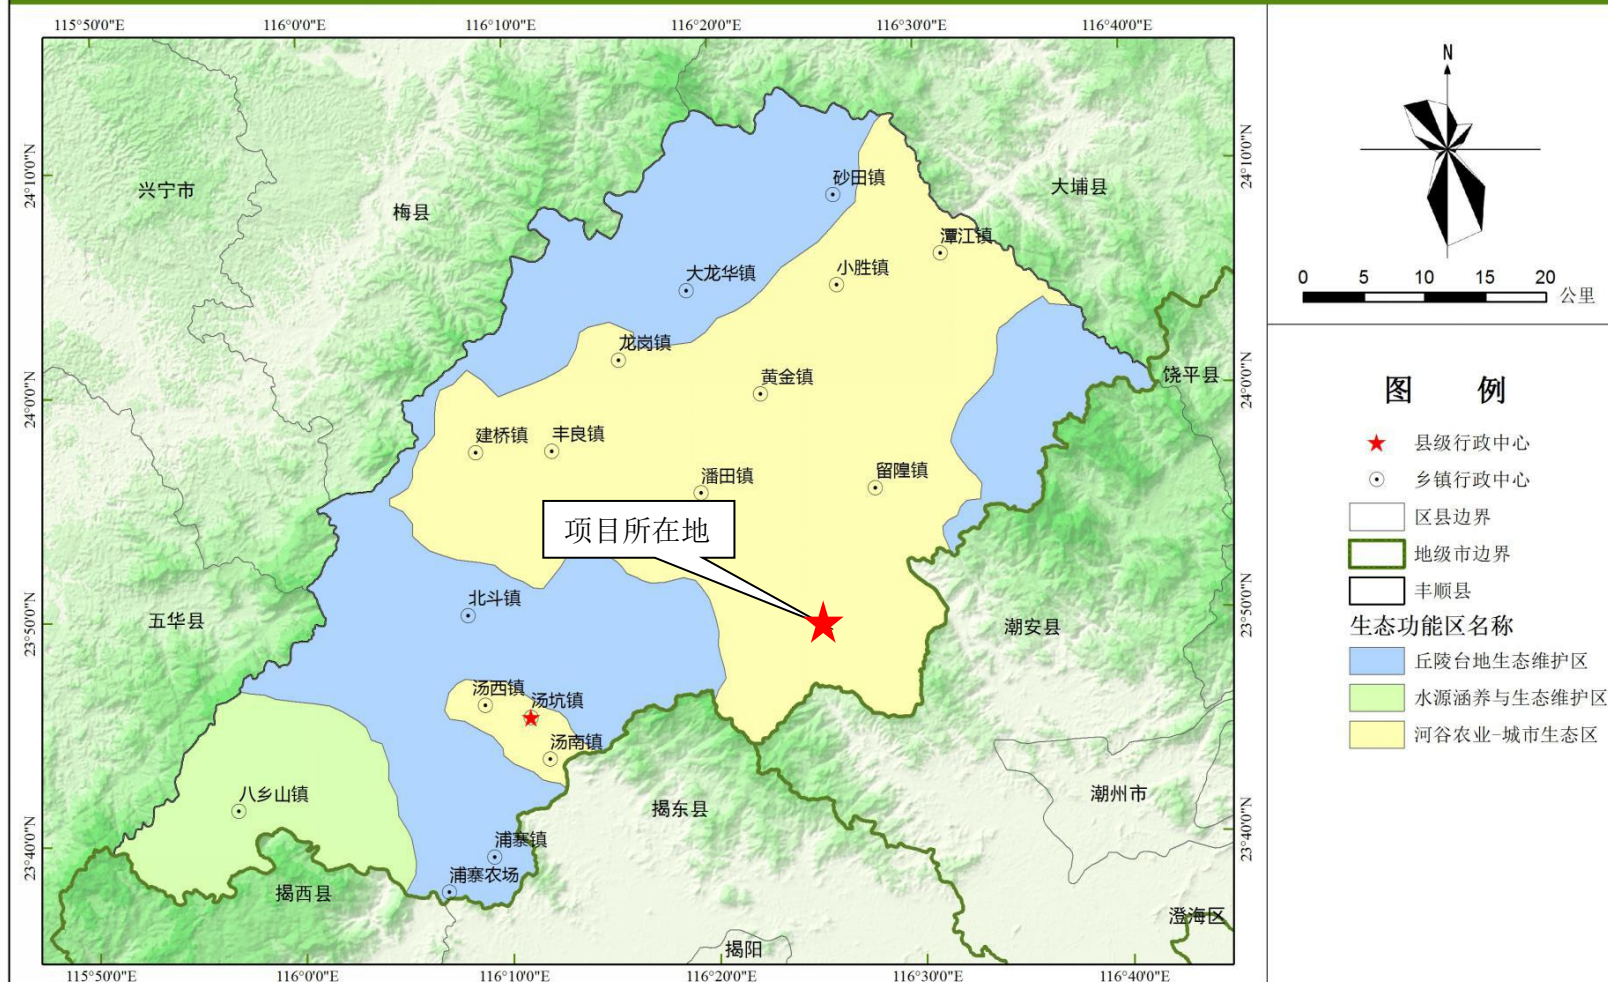 115°50'0"E 116°0'0"E 116°10'0"E 116°20'0"E 116°30'0"E 116°40'0"E
24°10'0"N
24°0'0"N
23°50'0"N
23°40'0"N
24°10'0"N
24°0'0"N
23°50'0"N
23°40'0"N
兴宁市
梅县
大埔县
砂田镇
潭江镇
小胜镇
大龙华镇
龙岗镇
黄金镇
饶平县
建桥镇
丰良镇
潘田镇
留隍镇
项目所在地
北斗镇
五华县
潮安县
汤西镇
汤坑镇
汤南镇
八乡山镇
揭东县
潮州市
浦寨镇
浦寨农场
揭西县
澄海区
揭阳
115°50'0"E 116°0'0"E 116°10'0"E 116°20'0"E 116°30'0"E 116°40'0"E
N
0 5 10 15 20
公里
图 例
县级行政中心
乡镇行政中心
区县边界
地级市边界
丰顺县
生态功能区名称
丘陵台地生态维护区
水源涵养与生态维护区
河谷农业-城市生态区